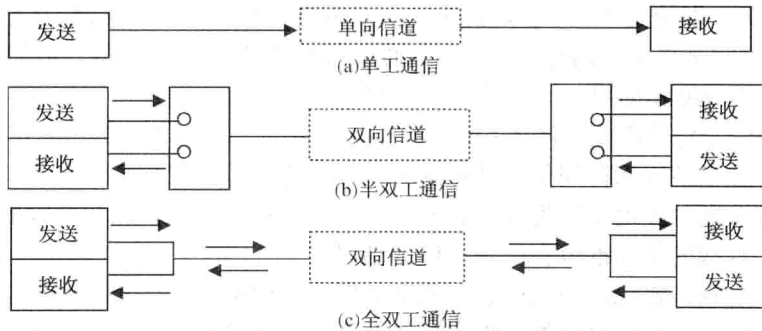 发送 单向信道 接收
(a)单工通信
发送 接收
双向信道
接收 发送
(b)半双工通信
发送 接收
双向信道
接收 发送
(c)全双工通信